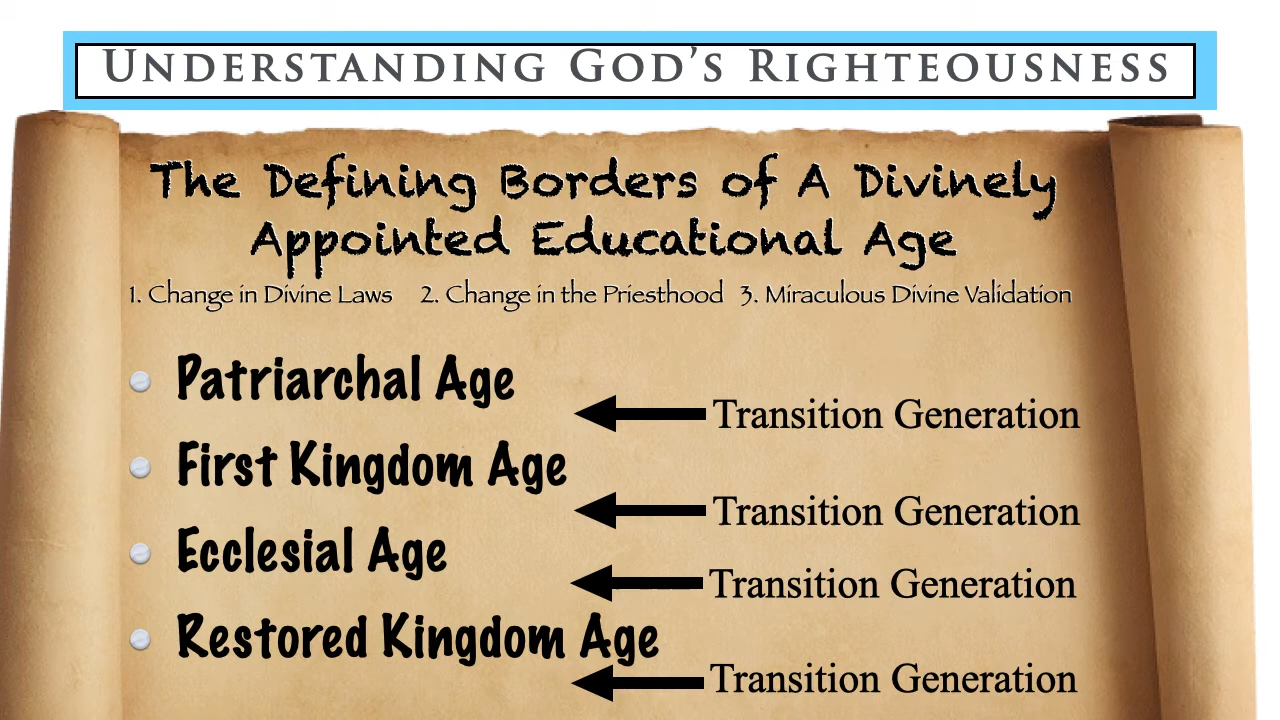 Understanding God's Righteousness
The Defining Borders of A Divinely
Appointed Educational Age
1. Change in Divine Laws 2. Change in the Priesthood 3. Miraculous Divine Validation
Patriarchal Age
Transition Generation
First Kingdom Age
Transition Generation
Ecclesial Age
Transition Generation
Restored Kingdom Age
Transition Generation